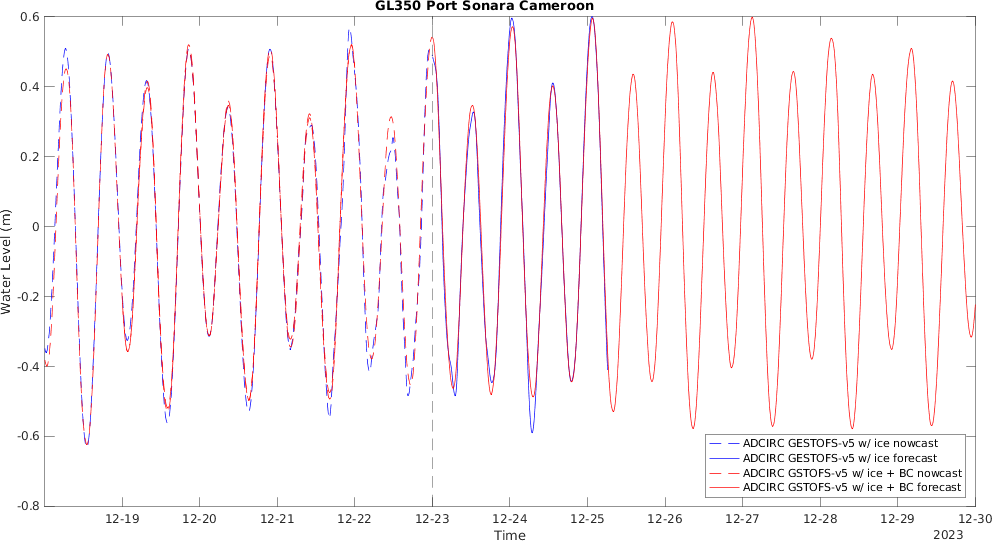 GL350 Port Sonara Cameroon
Water Level (m)
0.6
0.4
0.2
0
-0.2
-0.4
-0.6
-0.8
12-19 12-20 12-21 12-22 12-23 12-24 12-25 12-26 12-27 12-28 12-29 12-30
Time
2023
ADCIRC GESTOFS-v5 w/ ice nowcast
ADCIRC GESTOFS-v5 w/ ice forecast
ADCIRC GSTOFS-v5 w/ ice + BC nowcast
ADCIRC GSTOFS-v5 w/ ice + BC forecast